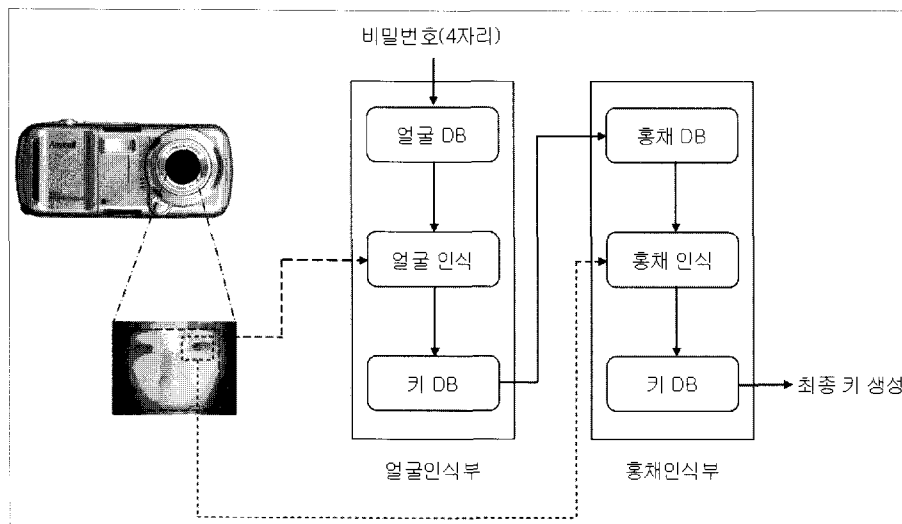 비밀번호(4자리)
얼굴 DB
홍채 DB
얼굴 인식
홍채 인식
키 DB
키 DB
최종 키 생성
얼굴인식부
홍채인식부